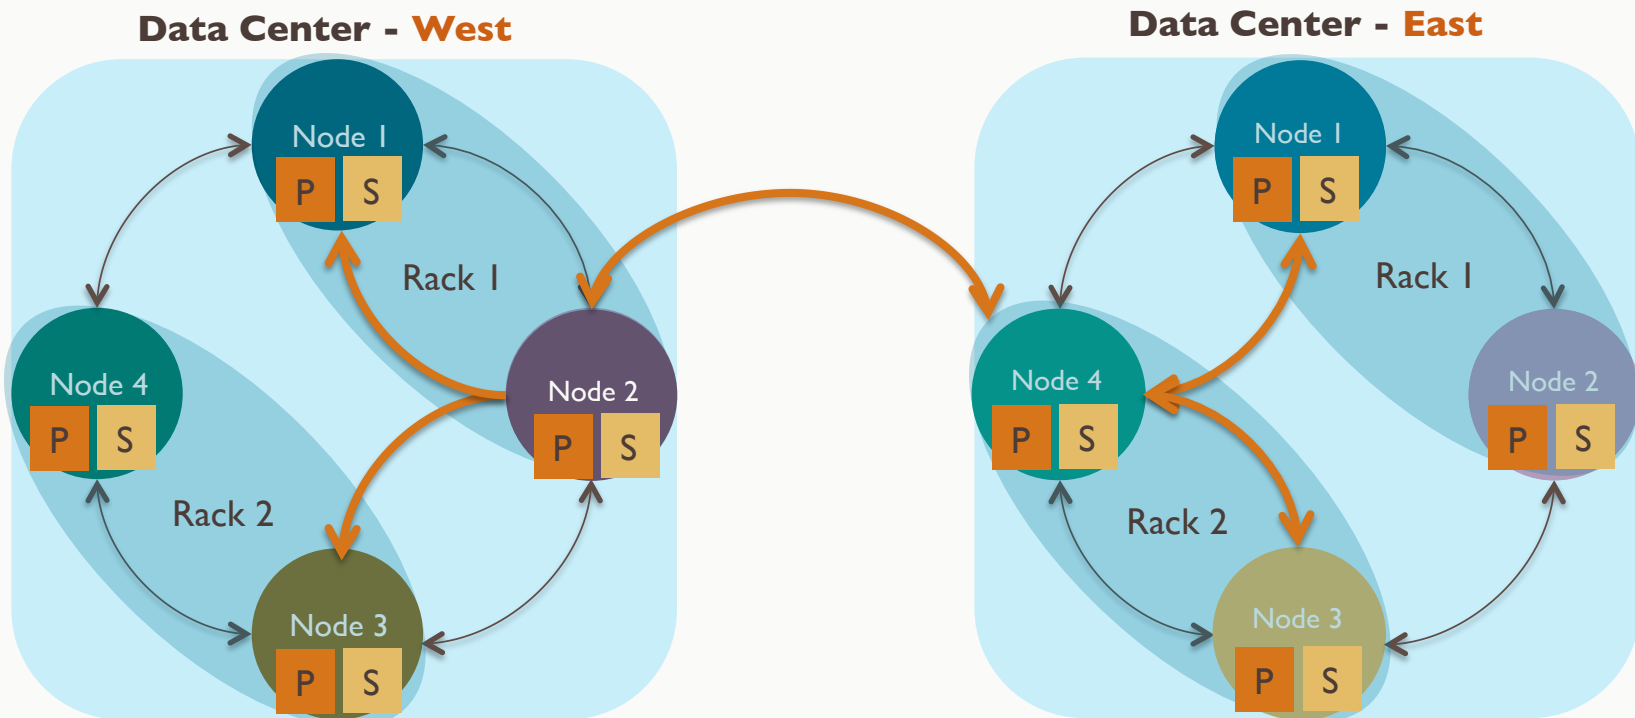 Data Center - West
Node 1
P S
Rack 1
Node 4
P S
Node 2
P S
Rack 2
Node 3
P S
Data Center - East
Node 1
P S
Rack 1
Node 4
P S
Node 2
P S
Rack 2
Node 3
P S